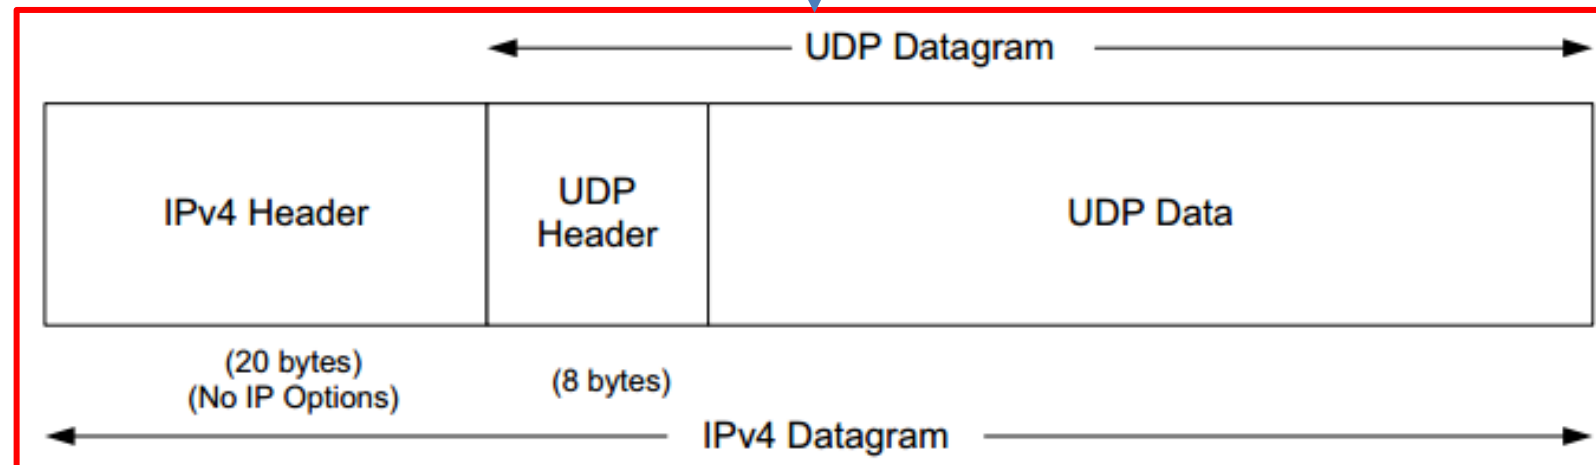 UDP Datagram
IPv4 Header
UDP
Header
UDP Data
(20 bytes)
(No IP Options)
(8 bytes)
IPv4 Datagram